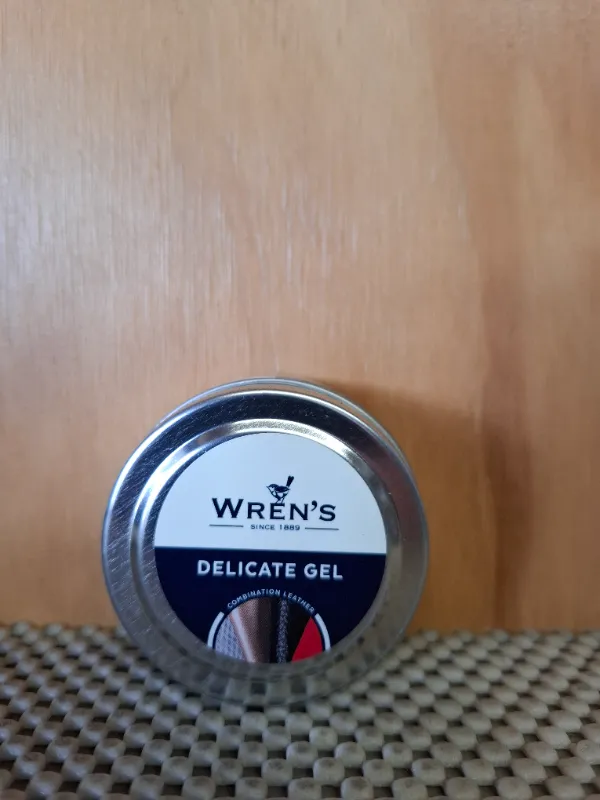 WREN'S
SINCE 1889
DELICATE GEL
COMBINATION LEATHER